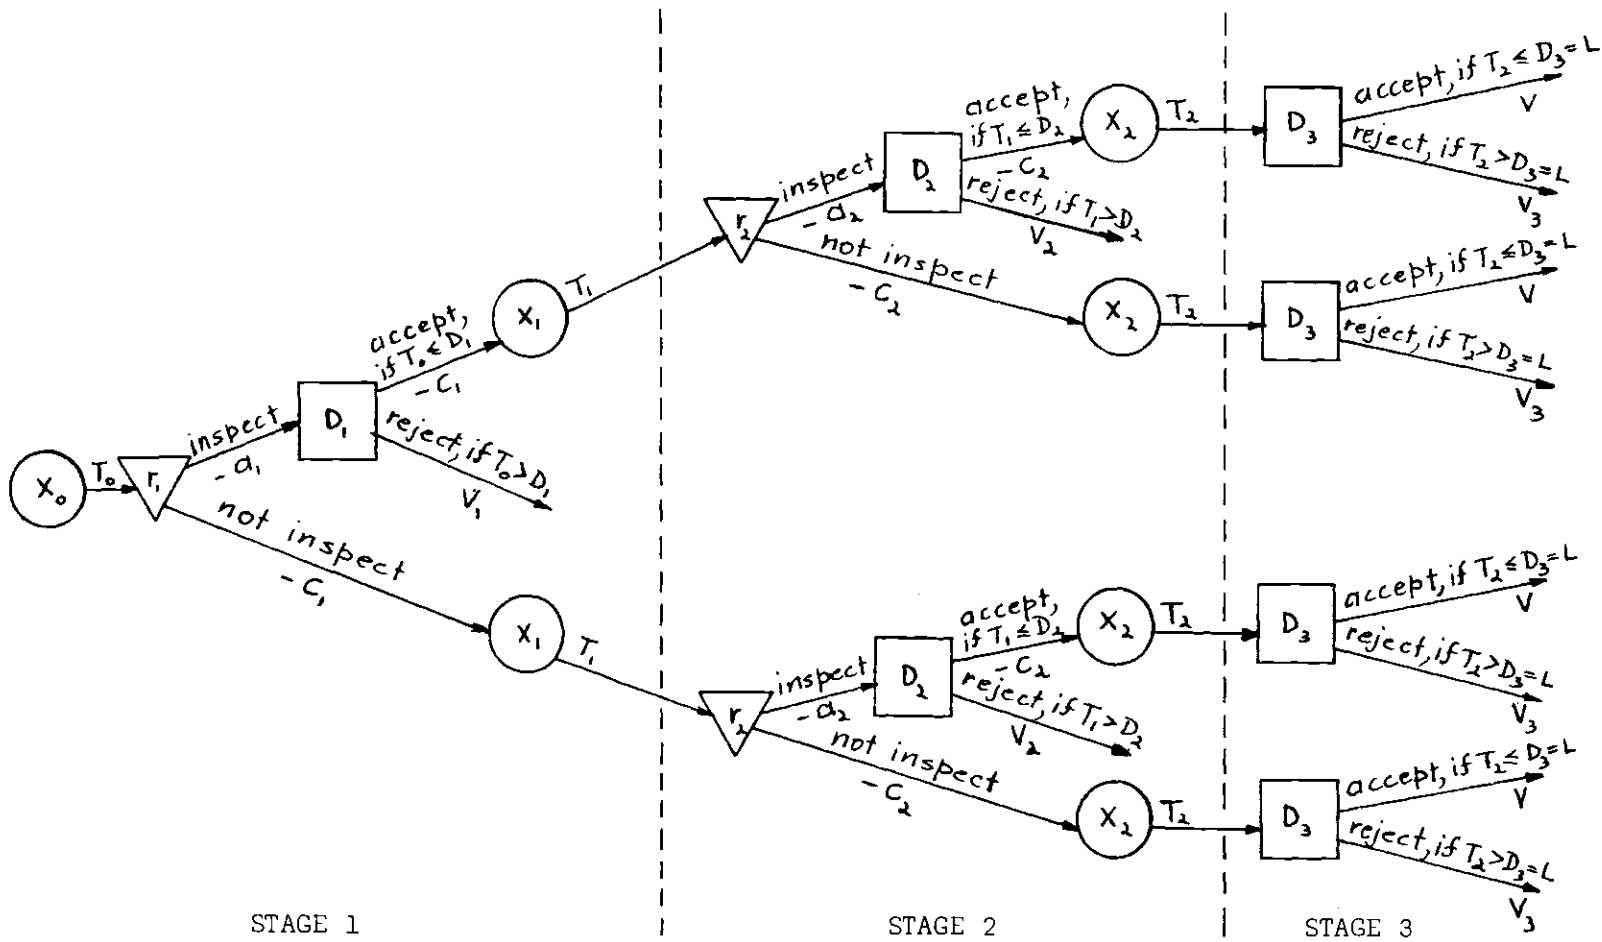 X₀
T₀
r₁
inspect
- a₁
D₁
accept,
if T₀ ≤ D₁
- C₁
reject, if T₀ > D₁
V₁
not inspect
- C₁
X₁
T₁
X₁
T₁
r₂
inspect
- a₂
D₂
accept,
if T₁ ≤ D₂
- C₂
reject, if T₁ > D₂
V₂
not inspect
- C₂
X₂
T₂
D₃
accept, if T₂ ≤ D₃ = L
V
reject, if T₂ > D₃ = L
V₃
X₂
T₂
D₃
accept, if T₂ ≤ D₃ = L
V
reject, if T₂ > D₃ = L
V₃
r₂
inspect
- a₂
D₂
accept,
if T₁ ≤ D₂
- C₂
reject, if T₁ > D₂
V₂
not inspect
- C₂
X₂
T₂
D₃
accept, if T₂ ≤ D₃ = L
V
reject, if T₂ > D₃ = L
V₃
X₂
T₂
D₃
accept, if T₂ ≤ D₃ = L
V
reject, if T₂ > D₃ = L
V₃
STAGE 1
STAGE 2
STAGE 3